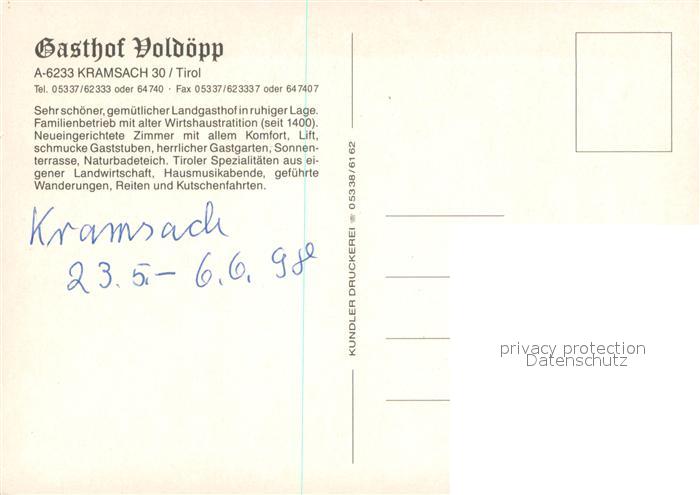 Gasthof Voldöpp
A-6233 KRAMSACH 30 / Tirol
Tel. 05337/62333 oder 64740 · Fax 05337/623337 oder 647407
Sehr schöner, gemütlicher Landgasthof in ruhiger Lage.
Familienbetrieb mit alter Wirtshaustratition (seit 1400).
Neueingerichtete Zimmer mit allem Komfort, Lift,
schmucke Gaststuben, herrlicher Gastgarten, Sonnen-
terrasse, Naturbadeteich. Tiroler Spezialitäten aus ei-
gener Landwirtschaft, Hausmusikabende, geführte
Wanderungen, Reiten und Kutschenfahrten.
Kramsach
23.5.– 6.6. 98
KUNDLER DRUCKEREI ☏ 05338/6162
privacy protection
Datenschutz